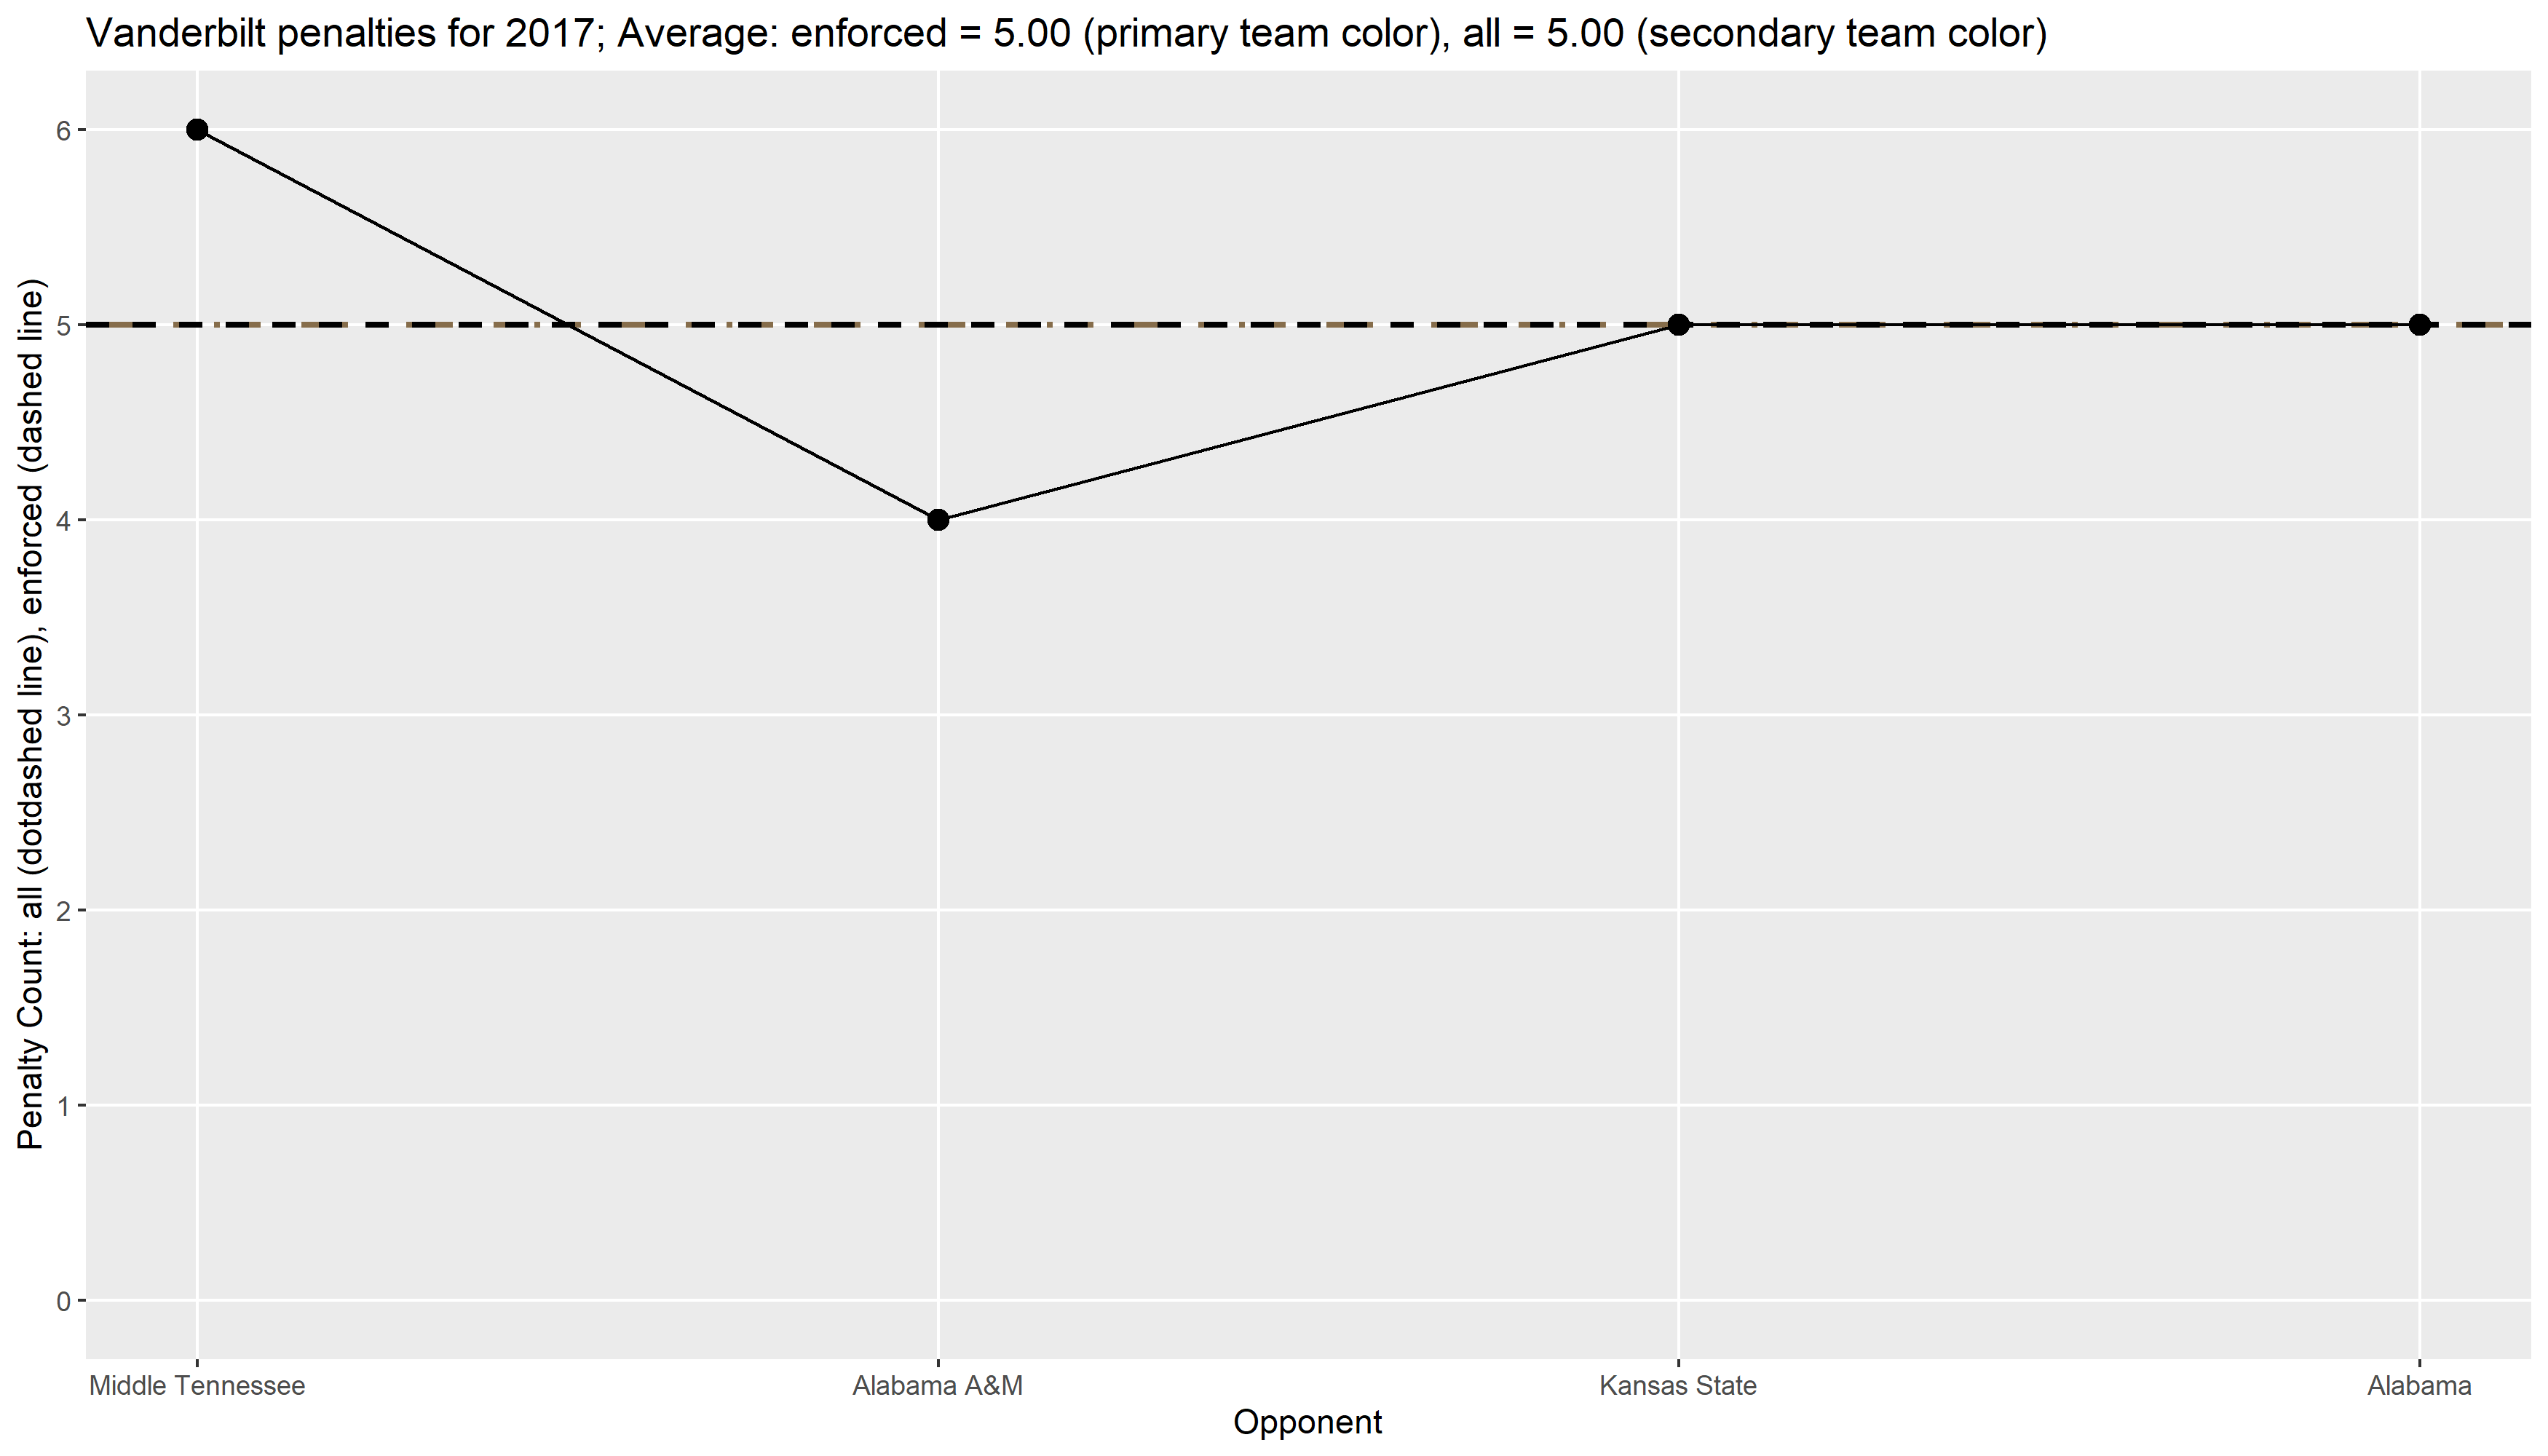 Vanderbilt penalties for 2017; Average: enforced = 5.00 (primary team color), all = 5.00 (secondary team color)
Penalty Count: all (dotdashed line), enforced (dashed line)
6
5
4
3
2
1
0
Middle Tennessee
Alabama A&M
Kansas State
Alabama
Opponent